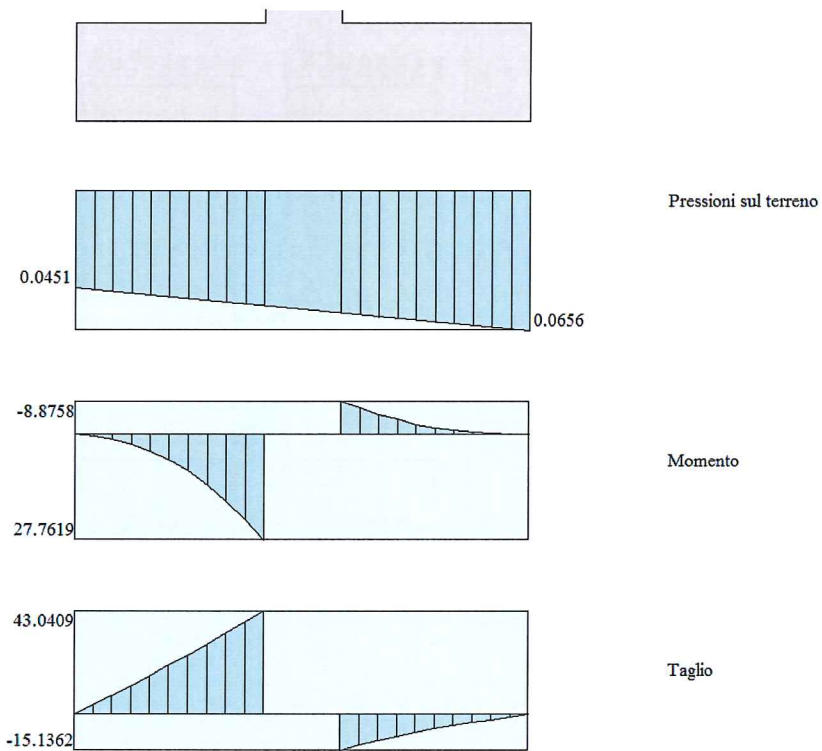 Pressioni sul terreno
0.0451
0.0656
-8.8758
Momento
27.7619
43.0409
Taglio
-15.1362